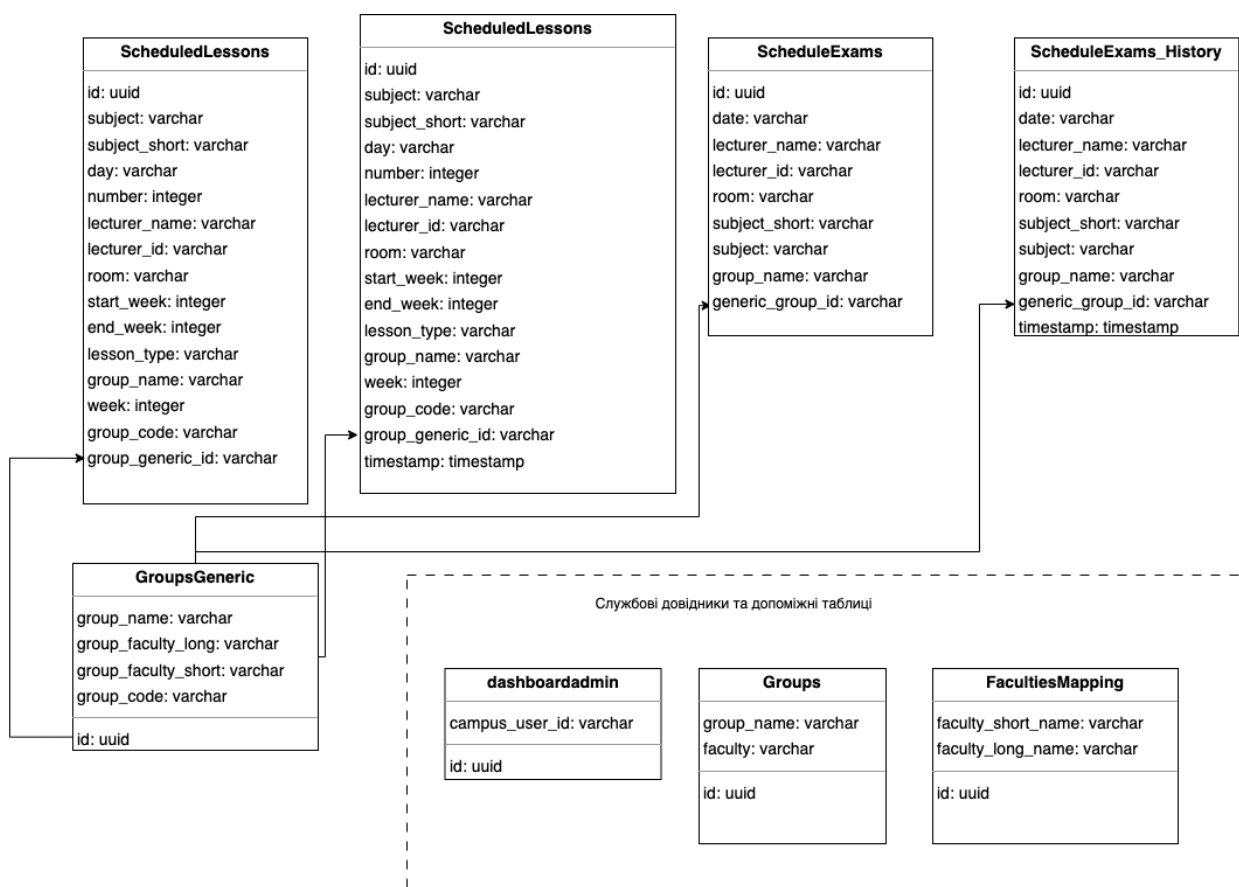 ScheduledLessons
id: uuid
subject: varchar
subject_short: varchar
day: varchar
number: integer
lecturer_name: varchar
lecturer_id: varchar
room: varchar
start_week: integer
end_week: integer
lesson_type: varchar
group_name: varchar
week: integer
group_code: varchar
group_generic_id: varchar
ScheduledLessons
id: uuid
subject: varchar
subject_short: varchar
day: varchar
number: integer
lecturer_name: varchar
lecturer_id: varchar
room: varchar
start_week: integer
end_week: integer
lesson_type: varchar
group_name: varchar
week: integer
group_code: varchar
group_generic_id: varchar
timestamp: timestamp
ScheduleExams
id: uuid
date: varchar
lecturer_name: varchar
lecturer_id: varchar
room: varchar
subject_short: varchar
subject: varchar
group_name: varchar
generic_group_id: varchar
ScheduleExams_History
id: uuid
date: varchar
lecturer_name: varchar
lecturer_id: varchar
room: varchar
subject_short: varchar
subject: varchar
group_name: varchar
generic_group_id: varchar
timestamp: timestamp
GroupsGeneric
group_name: varchar
group_faculty_long: varchar
group_faculty_short: varchar
group_code: varchar
id: uuid
Службові довідники та допоміжні таблиці
dashboardadmin
campus_user_id: varchar
id: uuid
Groups
group_name: varchar
faculty: varchar
id: uuid
FacultiesMapping
faculty_short_name: varchar
faculty_long_name: varchar
id: uuid